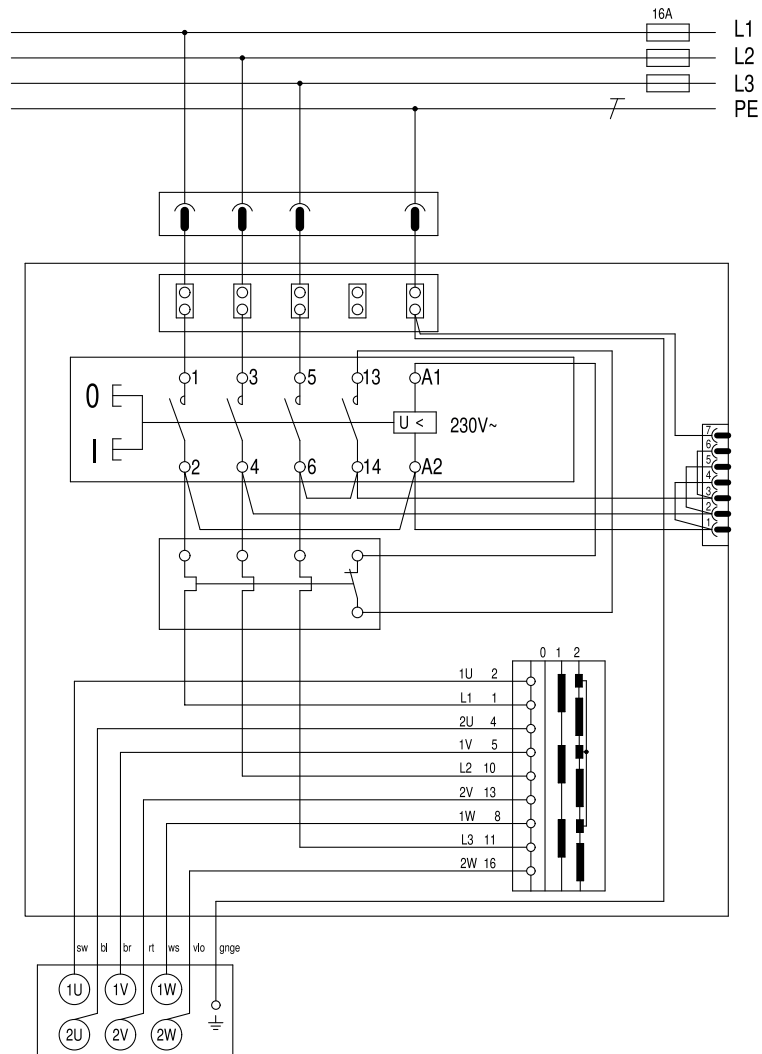 16A
L1
L2
L3
PE
1 3 5 13 A1
0
U < 230V~
I
2 4 6 14 A2
7
6
5
4
3
2
1
0 1 2
1U 2
L1 1
2U 4
1V 5
L2 10
2V 13
1W 8
L3 11
2W 16
sw bl br rt ws vlo gnge
1U 1V 1W
2U 2V 2W